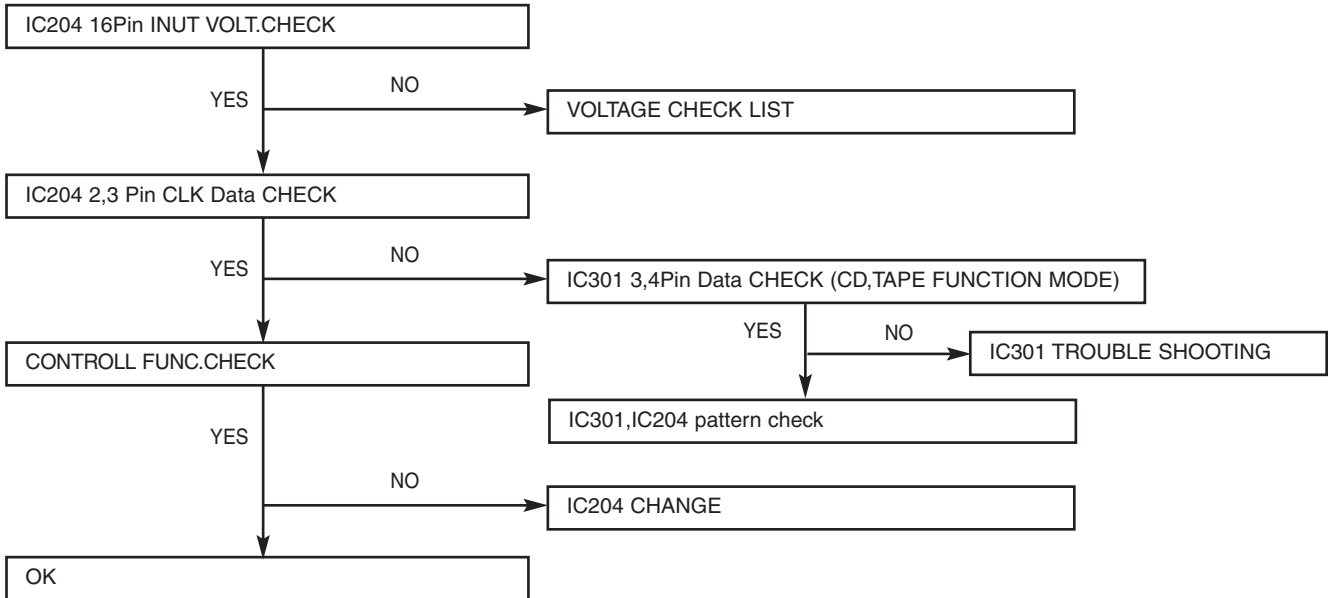 IC204 16Pin INUT VOLT.CHECK
YES
NO
VOLTAGE CHECK LIST
IC204 2,3 Pin CLK Data CHECK
YES
NO
IC301 3,4Pin Data CHECK (CD,TAPE FUNCTION MODE)
YES
NO
IC301 TROUBLE SHOOTING
IC301,IC204 pattern check
CONTROLL FUNC.CHECK
YES
NO
IC204 CHANGE
OK